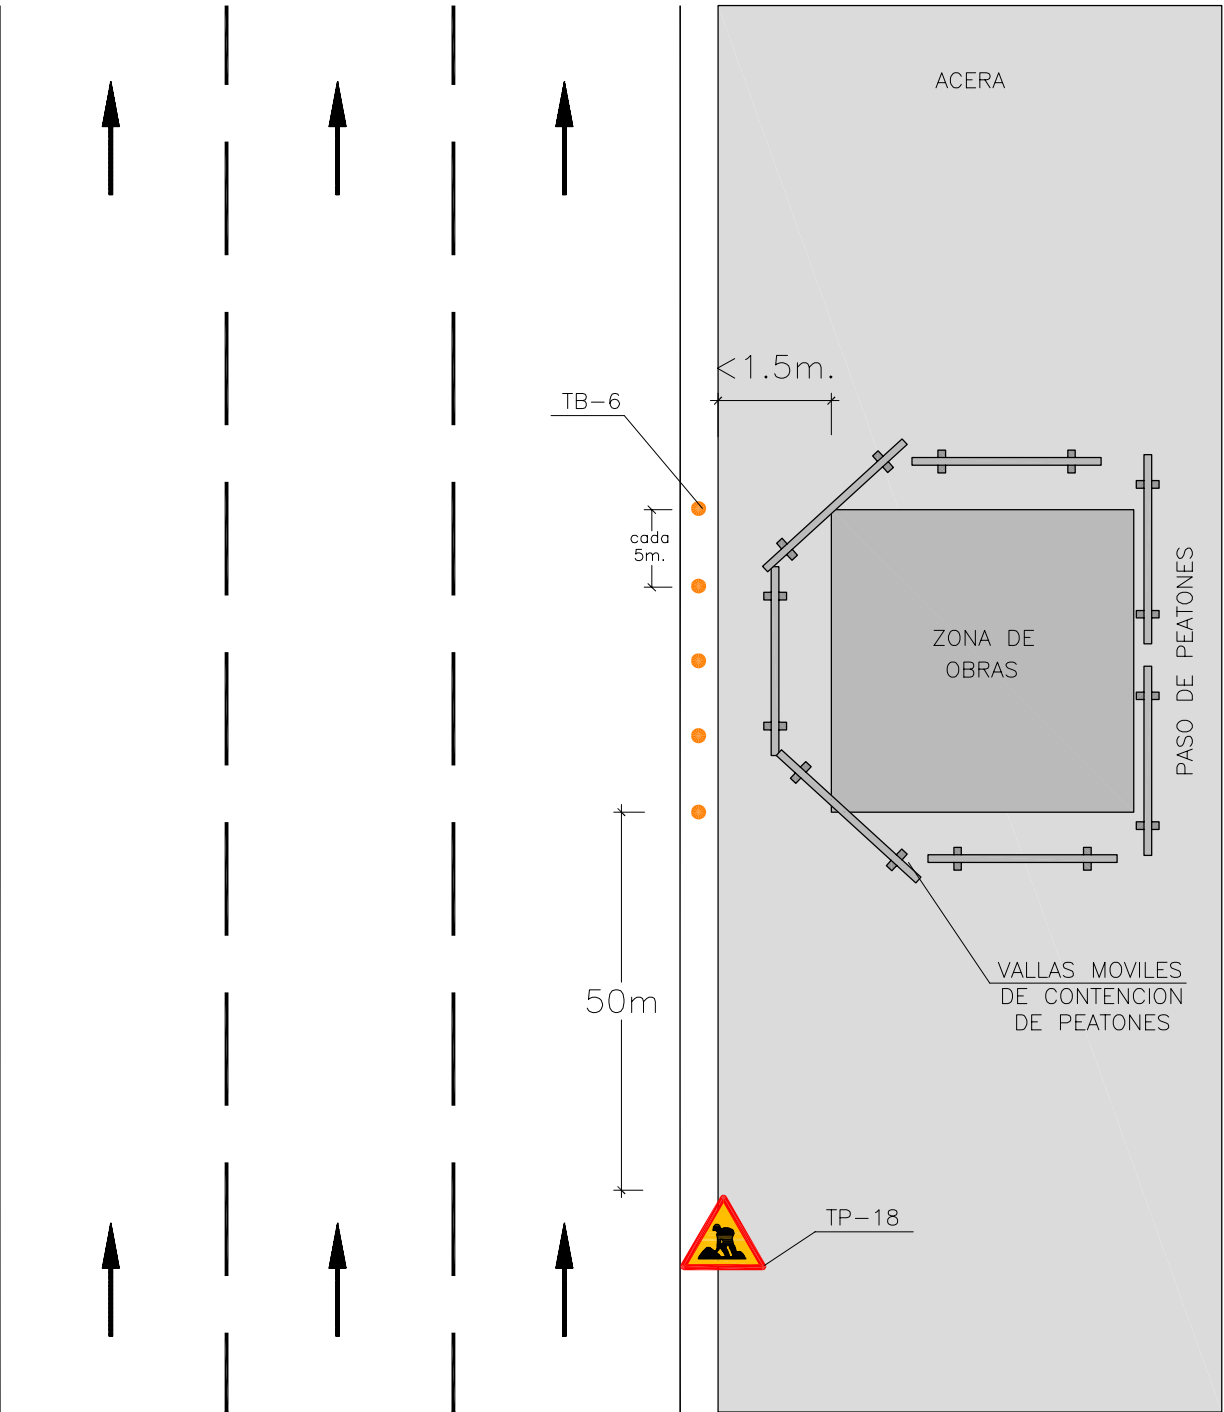 ACERA
<1.5m.
TB-6
cada
5m.
ZONA DE
OBRAS
PASO DE PEATONES
VALLAS MOVILES
DE CONTENCION
DE PEATONES
50m
TP-18